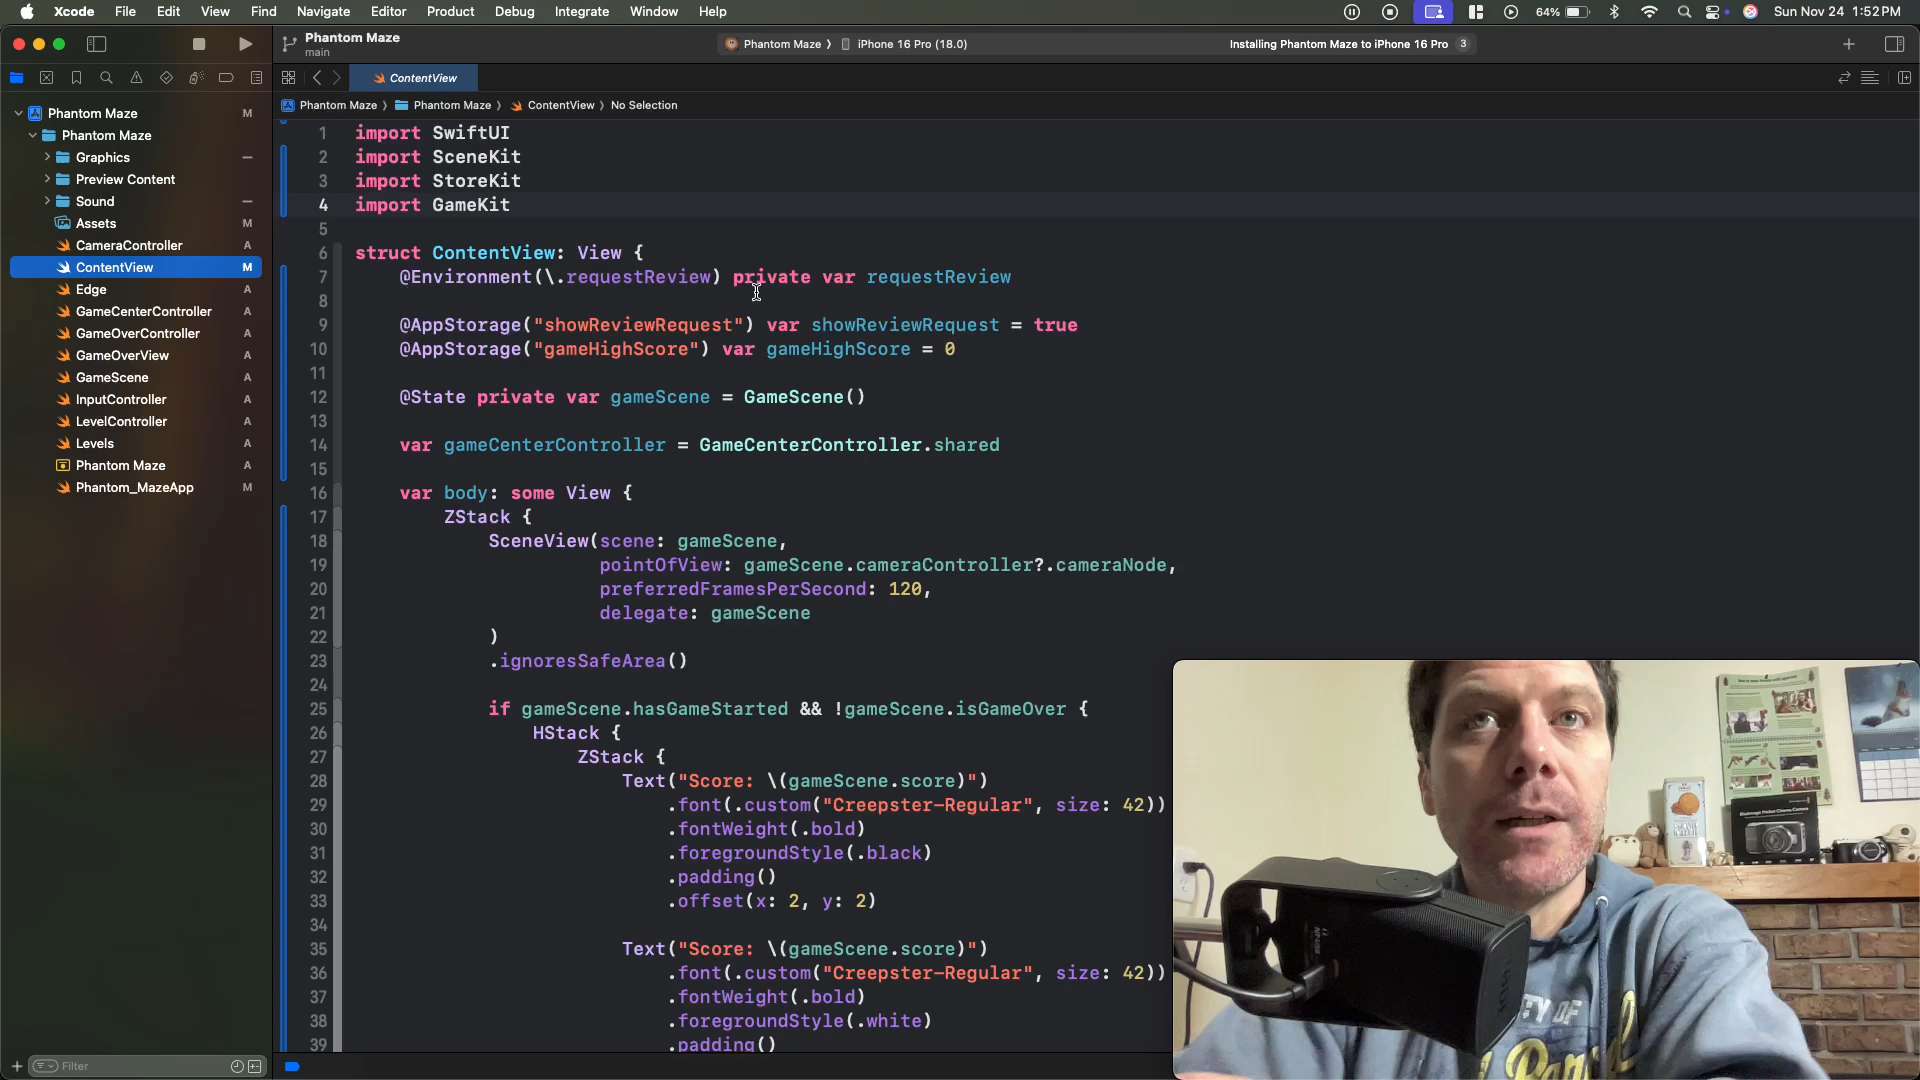 Xcode File Edit View Find Navigate Editor Product Debug Integrate Window Help
64% Sun Nov 24 1:52 PM
Phantom Maze
main
Phantom Maze iPhone 16 Pro (18.0)
Installing Phantom Maze to iPhone 16 Pro 3
ContentView
Phantom Maze Phantom Maze ContentView No Selection
Phantom Maze M
Phantom Maze
Graphics
Preview Content
Sound
Assets M
CameraController A
ContentView M
Edge A
GameCenterController A
GameOverController A
GameOverView A
GameScene A
InputController A
LevelController A
Levels A
Phantom Maze A
Phantom_MazeApp M
Filter
1 import SwiftUI
2 import SceneKit
3 import StoreKit
4 import GameKit
5
6 struct ContentView: View {
7 @Environment(\.requestReview) private var requestReview
8
9 @AppStorage("showReviewRequest") var showReviewRequest = true
10 @AppStorage("gameHighScore") var gameHighScore = 0
11
12 @State private var gameScene = GameScene()
13
14 var gameCenterController = GameCenterController.shared
15
16 var body: some View {
17 ZStack {
18 SceneView(scene: gameScene,
19 pointOfView: gameScene.cameraController?.cameraNode,
20 preferredFramesPerSecond: 120,
21 delegate: gameScene
22 )
23 .ignoresSafeArea()
24
25 if gameScene.hasGameStarted && !gameScene.isGameOver {
26 HStack {
27 ZStack {
28 Text("Score: \(gameScene.score)")
29 .font(.custom("Creepster-Regular", size: 42))
30 .fontWeight(.bold)
31 .foregroundStyle(.black)
32 .padding()
33 .offset(x: 2, y: 2)
34
35 Text("Score: \(gameScene.score)")
36 .font(.custom("Creepster-Regular", size: 42))
37 .fontWeight(.bold)
38 .foregroundStyle(.white)
39 .padding()